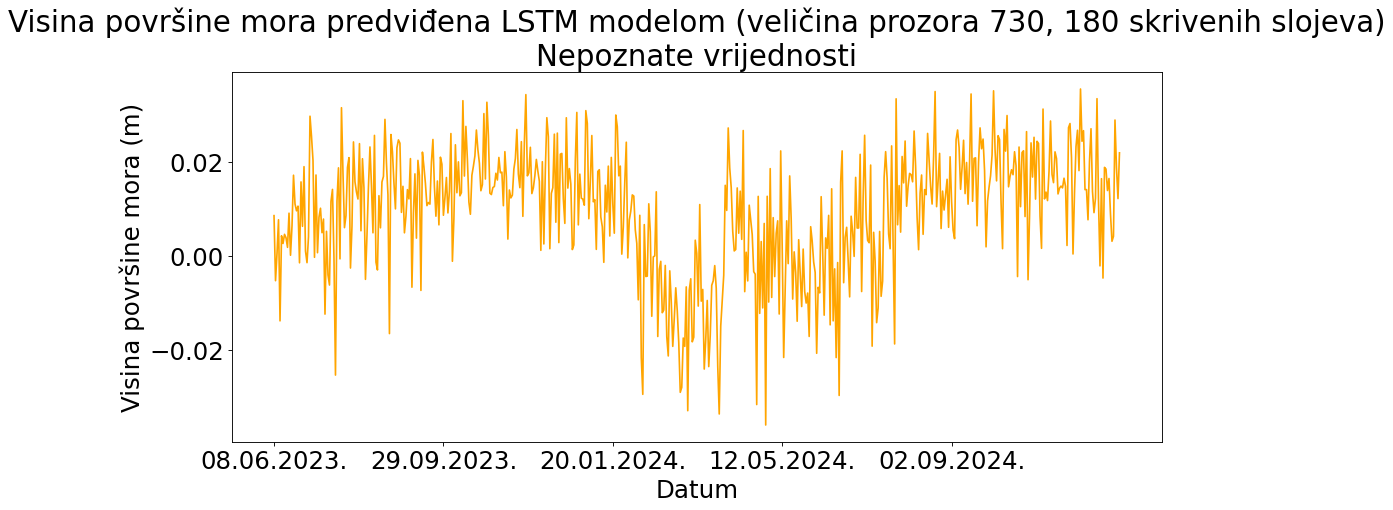 Visina površine mora predviđena LSTM modelom (veličina prozora 730, 180 skrivenih slojeva)
Nepoznate vrijednosti
Visina površine mora (m)
0.02
0.00
−0.02
08.06.2023. 29.09.2023. 20.01.2024. 12.05.2024. 02.09.2024.
Datum